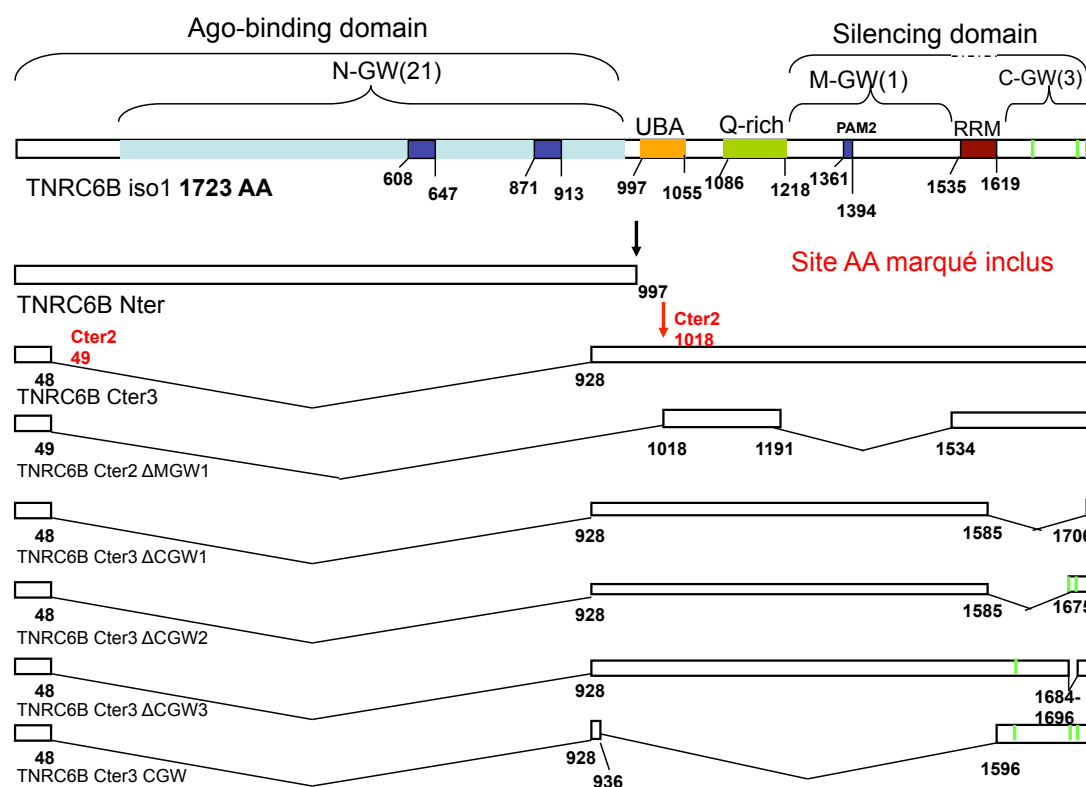 Ago-binding domain
Silencing domain
N-GW(21)
M-GW(1)
C-GW(3)
UBA
Q-rich
PAM2
RRM
608
647
871
913
997
1055
1086
1218
1361
1394
1535
1619
TNRC6B iso1 1723 AA
Site AA marqué inclus
997
TNRC6B Nter
Cter2
49
Cter2
1018
48
928
TNRC6B Cter3
49
1018
1191
1534
TNRC6B Cter2 ΔMGW1
48
928
1585
1706
TNRC6B Cter3 ΔCGW1
48
928
1585
1675
TNRC6B Cter3 ΔCGW2
48
928
1684-
1696
TNRC6B Cter3 ΔCGW3
48
928
936
1596
TNRC6B Cter3 CGW